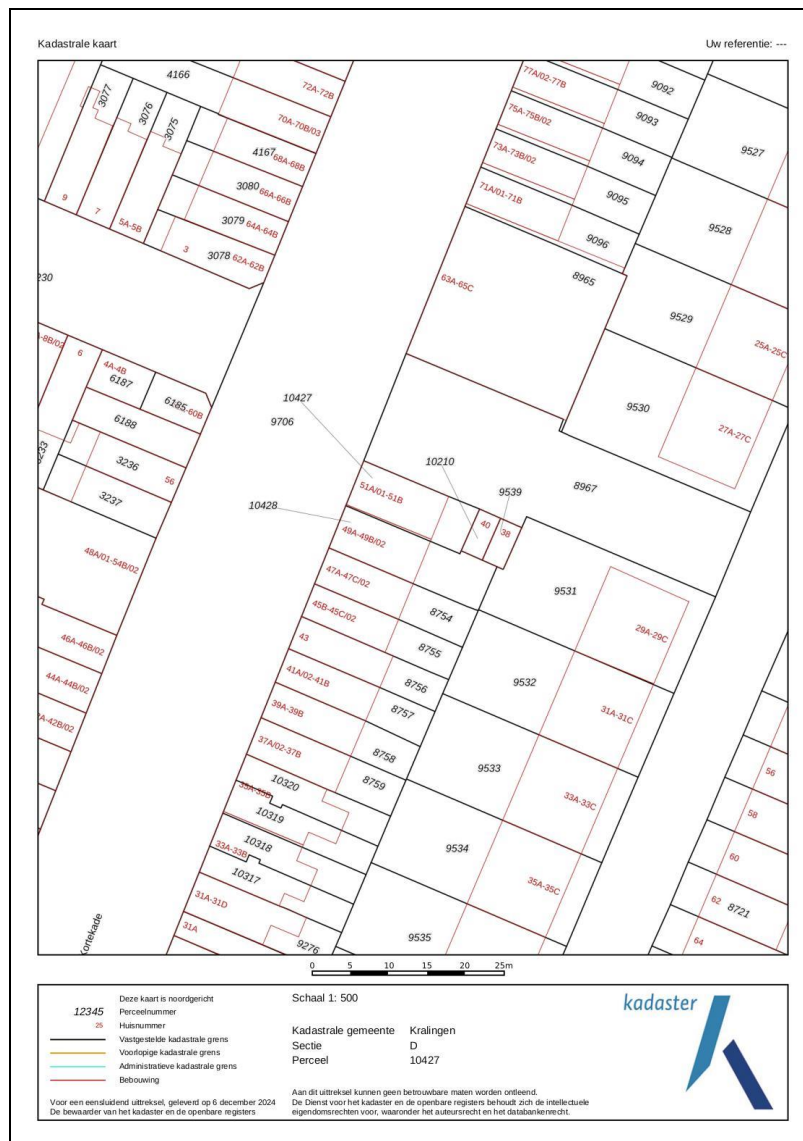 Kadastrale kaart
Uw referentie: ---
4166
72A-72B
70A-70B/03
3077
3076
3075
4167
68A-68B
3080
66A-66B
3079
64A-64B
3078
62A-62B
9
7
5A-5B
3
77A/02-77B
9092
75A-75B/02
9093
73A-73B/02
9094
71A/01-71B
9095
9096
9527
9528
8965
63A-65C
9529
25A-25C
9530
27A-27C
230
-8B/02
6
4A-4B
6187
6185
-60B
6188
3236
56
3233
3237
10427
9706
10210
9539
8967
10428
51A/01-51B
40
38
49A-49B/02
47A-47C/02
45B-45C/02
8754
43
8755
41A/02-41B
8756
39A-39B
8757
37A/02-37B
8758
8759
9531
29A-29C
9532
31A-31C
9533
33A-33C
9534
35A-35C
9535
48A/01-54B/02
46A-46B/02
44A-44B/02
A-42B/02
10320
35A-35B
10319
10318
33A-33B
10317
31A-31D
31A
9276
Kortekade
56
58
60
62
8721
64
0 5 10 15 20 25m
Deze kaart is noordgericht
12345 Perceelnummer
25 Huisnummer
Vastgestelde kadastrale grens
Voorlopige kadastrale grens
Administratieve kadastrale grens
Bebouwing
Voor een eensluidend uittreksel, geleverd op 6 december 2024
De bewaarder van het kadaster en de openbare registers
Schaal 1: 500
Kadastrale gemeente Kralingen
Sectie D
Perceel 10427
Aan dit uittreksel kunnen geen betrouwbare maten worden ontleend.
De Dienst voor het kadaster en de openbare registers behoudt zich de intellectuele
eigendomsrechten voor, waaronder het auteursrecht en het databankenrecht.
kadaster